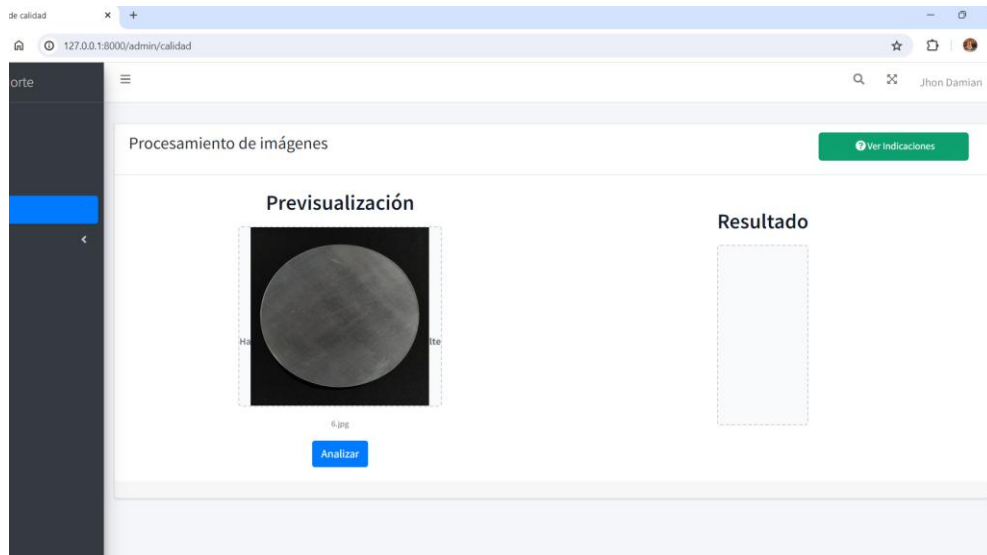 de calidad
127.0.0.1:8000/admin/calidad
orte
Jhon Damian
Procesamiento de imágenes
Ver Indicaciones
Previsualización
Resultado
Ha
lte
6.jpg
Analizar